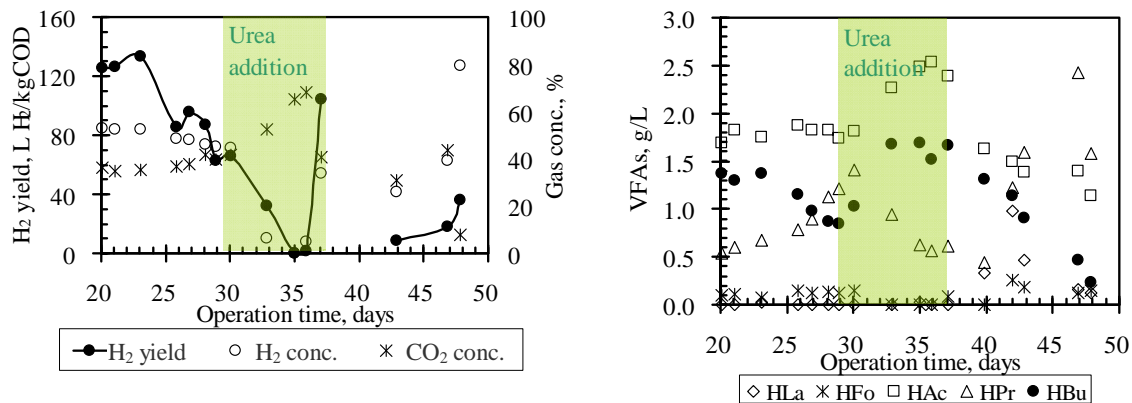 H2 yield, L H2/kgCOD
160
120
80
40
0
Urea
addition
100
80
60
40
20
0
Gas conc., %
20 25 30 35 40 45 50
Operation time, days
H2 yield H2 conc. CO2 conc.
VFAs, g/L
3.0
2.5
2.0
1.5
1.0
0.5
0.0
Urea
addition
20 25 30 35 40 45 50
Operation time, days
HLa HFo HAc HPr HBu